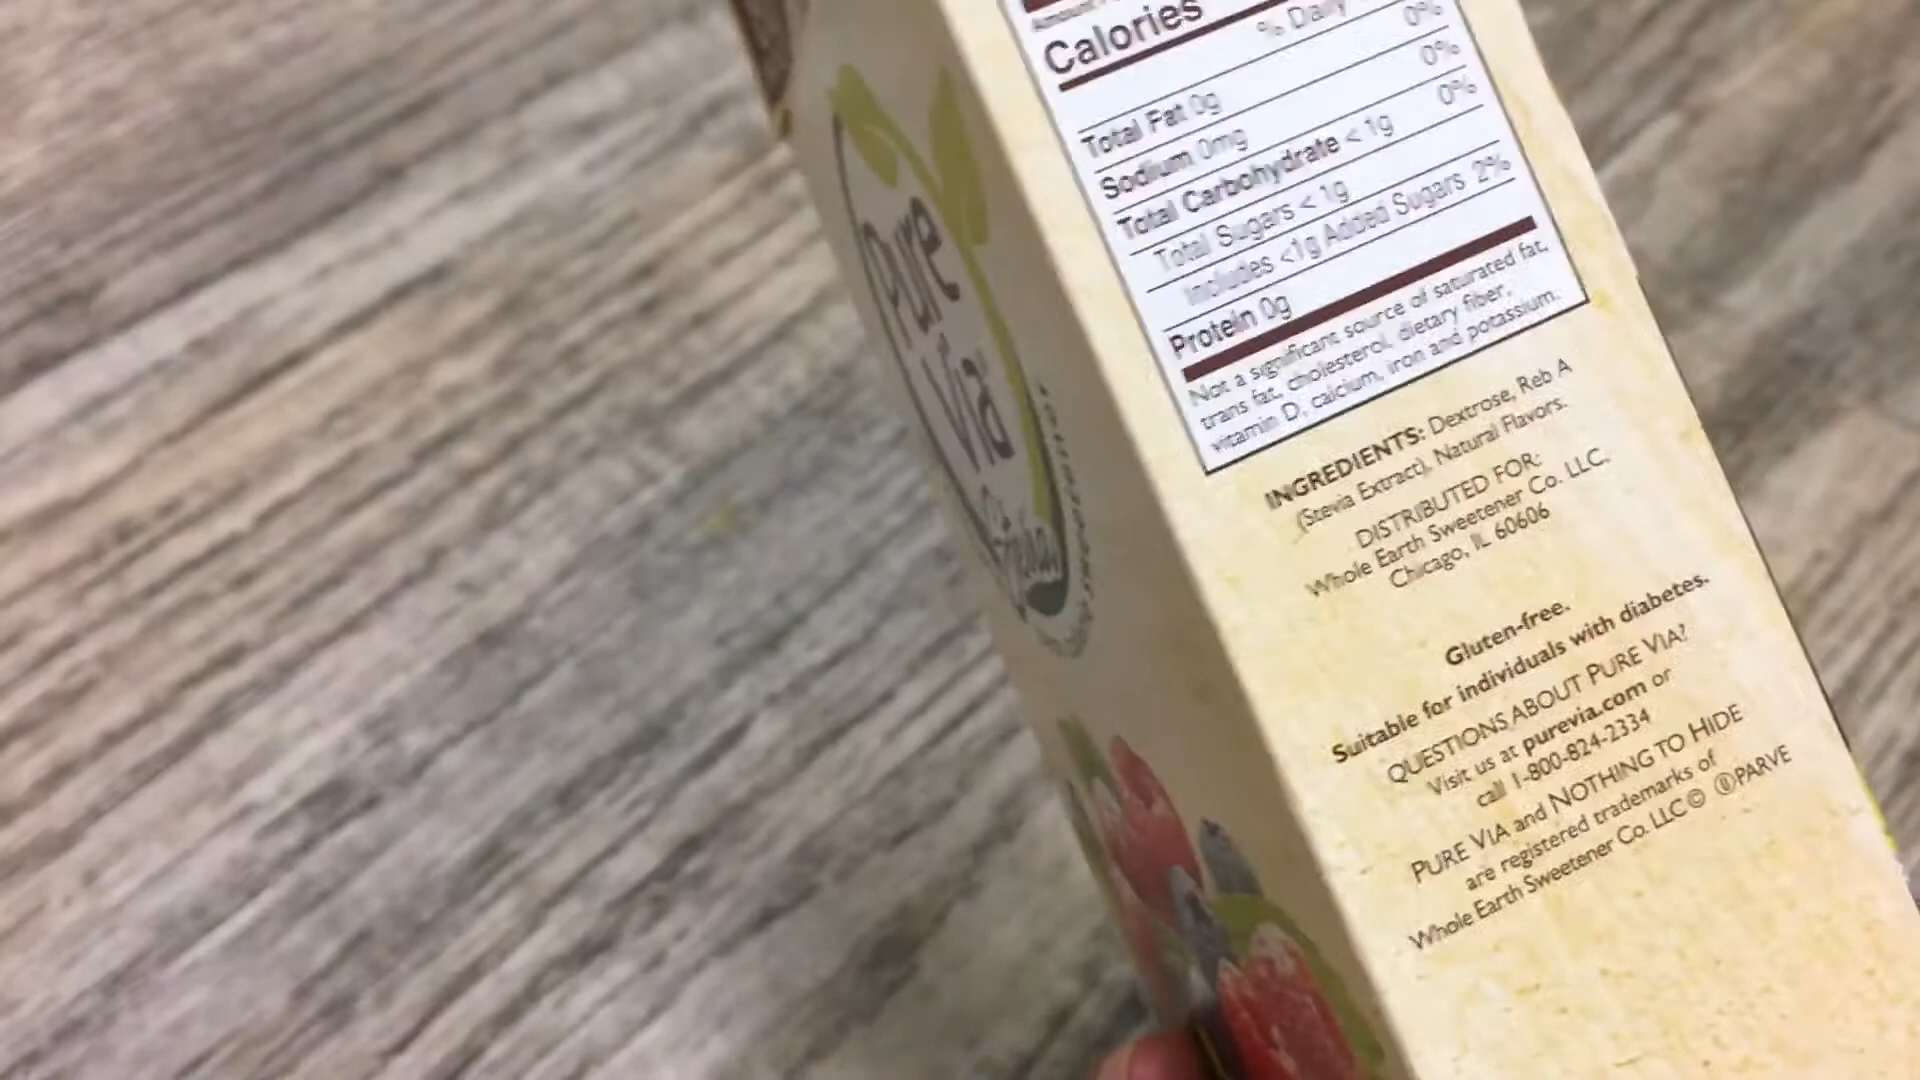 Pure
Via
Stevia
Calories
% Daily
0%
Total Fat 0g 0%
Sodium 0mg 0%
Total Carbohydrate < 1g
Total Sugars < 1g
Includes <1g Added Sugars 2%
Protein 0g
Not a significant source of saturated fat,
trans fat, cholesterol, dietary fiber,
vitamin D, calcium, iron and potassium.
INGREDIENTS: Dextrose, Reb A
(Stevia Extract), Natural Flavors.
DISTRIBUTED FOR:
Whole Earth Sweetener Co. LLC.
Chicago, IL 60606
Gluten-free.
Suitable for individuals with diabetes.
QUESTIONS ABOUT PURE VIA?
Visit us at purevia.com or
call 1-800-824-2334
PURE VIA and NOTHING TO HIDE
are registered trademarks of
Whole Earth Sweetener Co. LLC © Ⓤ PARVE